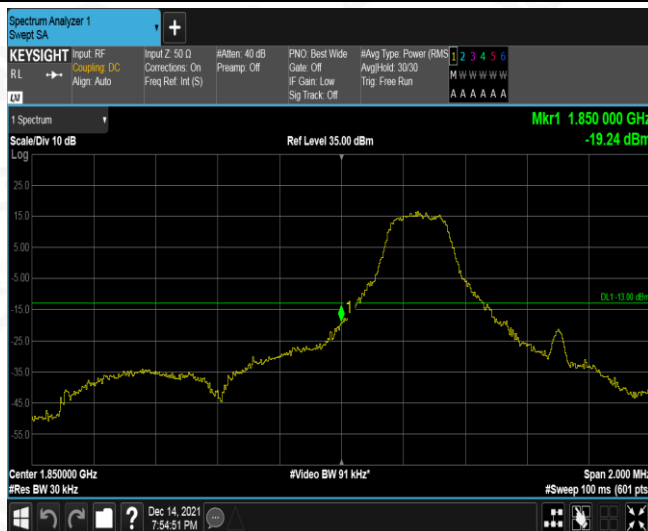 Spectrum Analyzer 1
Swept SA
KEYSIGHT
RL
LXI
Input: RF
Coupling: DC
Align: Auto
Input Z: 50 Ω
Corrections: On
Freq Ref: Int (S)
#Atten: 40 dB
Preamp: Off
PNO: Best Wide
Gate: Off
IF Gain: Low
Sig Track: Off
#Avg Type: Power (RMS
Avg|Hold: 30/30
Trig: Free Run
1 2 3 4 5 6
M W W W W W
A A A A A A
1 Spectrum
Scale/Div 10 dB
Ref Level 35.00 dBm
Mkr1 1.850 000 GHz
-19.24 dBm
Log
25.0
15.0
5.00
-5.00
-15.0
-25.0
-35.0
-45.0
-55.0
1
DL1 -13.00 dBm
Center 1.850000 GHz
#Video BW 91 kHz*
Span 2.000 MHz
#Res BW 30 kHz
#Sweep 100 ms (601 pts)
?
Dec 14, 2021
7:54:51 PM